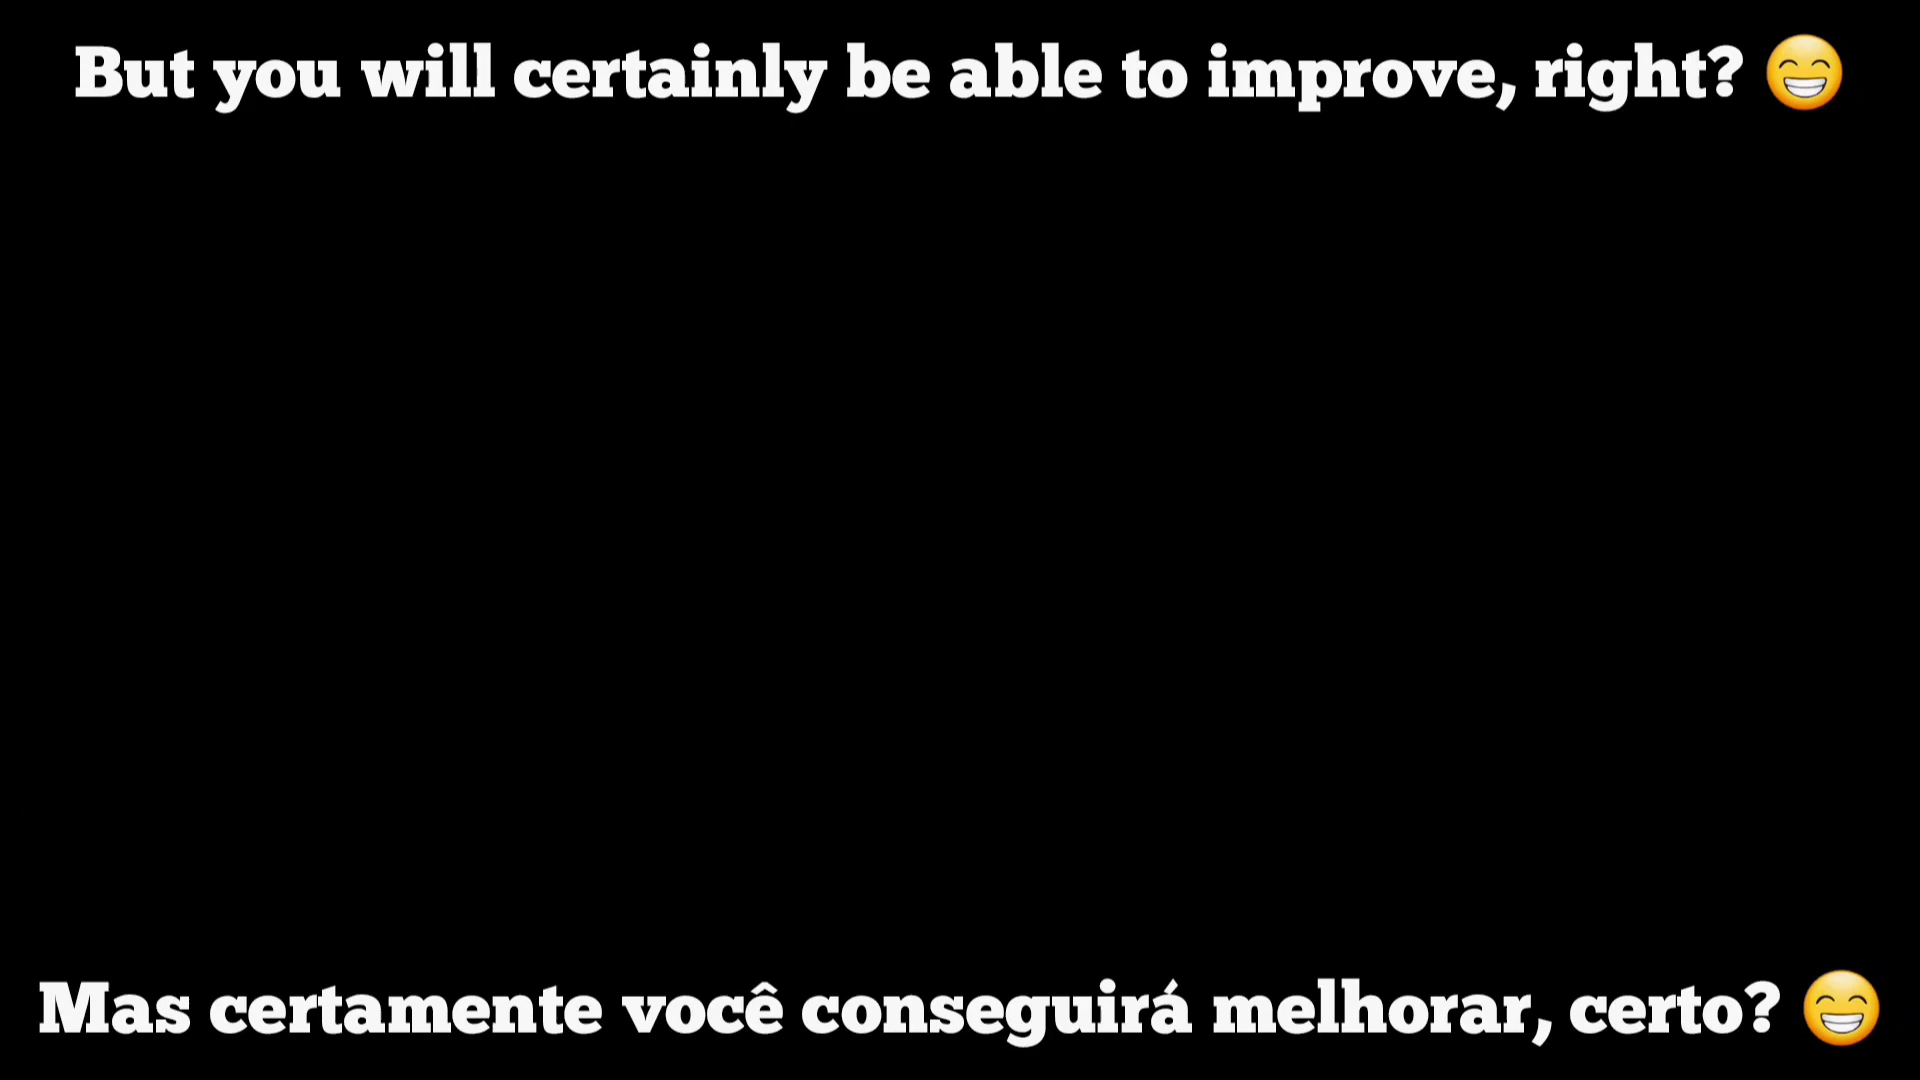 But you will certainly be able to improve, right? 😁
Mas certamente você conseguirá melhorar, certo? 😁